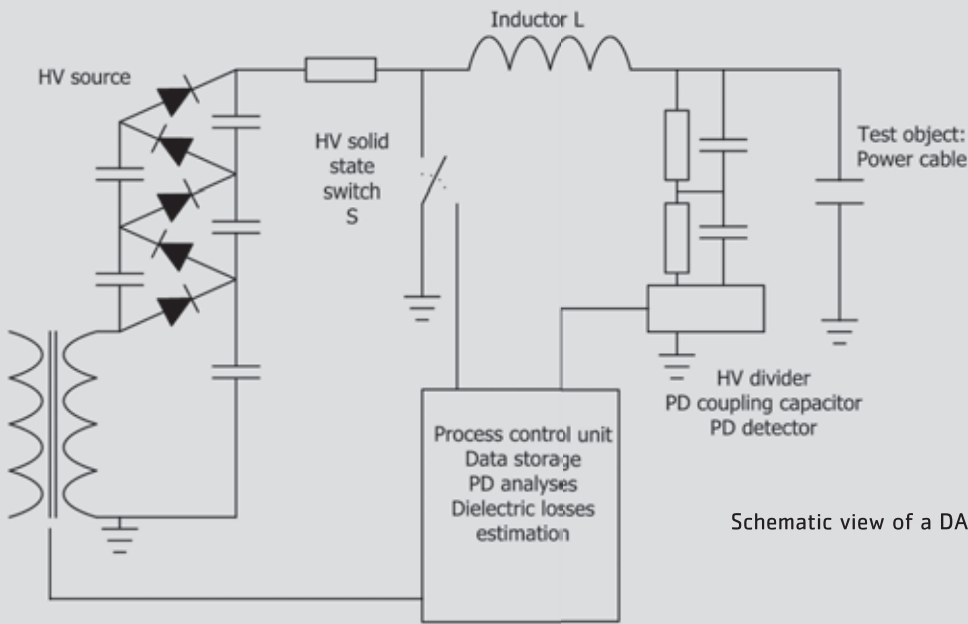 Inductor L
HV source
HV solid
state
switch
S
Test object:
Power cable
HV divider
PD coupling capacitor
PD detector
Process control unit
Data storage
PD analyses
Dielectric losses
estimation
Schematic view of a DA